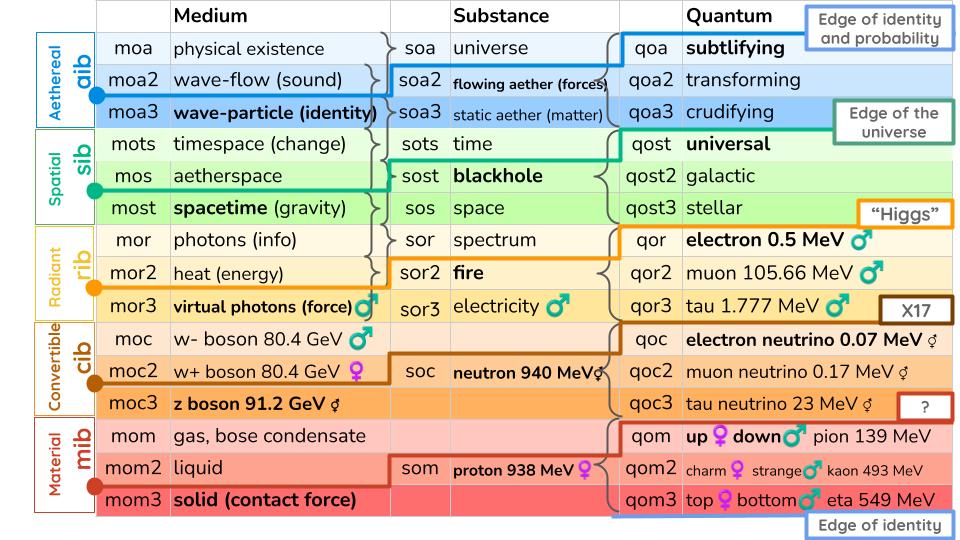 Medium Substance Quantum
Edge of identity
and probability
Aethereal
aib
moa physical existence soa universe qoa subtlifying
moa2 wave-flow (sound) soa2 flowing aether (forces) qoa2 transforming
moa3 wave-particle (identity) soa3 static aether (matter) qoa3 crudifying
Edge of the
universe
Spatial
sib
mots timespace (change) sots time qost universal
mos aetherspace sost blackhole qost2 galactic
most spacetime (gravity) sos space qost3 stellar
"Higgs"
Radiant
rib
mor photons (info) sor spectrum qor electron 0.5 MeV ♂
mor2 heat (energy) sor2 fire qor2 muon 105.66 MeV ♂
mor3 virtual photons (force) ♂ sor3 electricity ♂ qor3 tau 1.777 MeV ♂
X17
Convertible
cib
moc w- boson 80.4 GeV ♂ qoc electron neutrino 0.07 MeV ⚥
moc2 w+ boson 80.4 GeV ♀ soc neutron 940 MeV ⚥ qoc2 muon neutrino 0.17 MeV ⚥
moc3 z boson 91.2 GeV ⚥ qoc3 tau neutrino 23 MeV ⚥
?
Material
mib
mom gas, bose condensate qom up ♀ down ♂ pion 139 MeV
mom2 liquid som proton 938 MeV ♀ qom2 charm ♀ strange ♂ kaon 493 MeV
mom3 solid (contact force) qom3 top ♀ bottom ♂ eta 549 MeV
Edge of identity